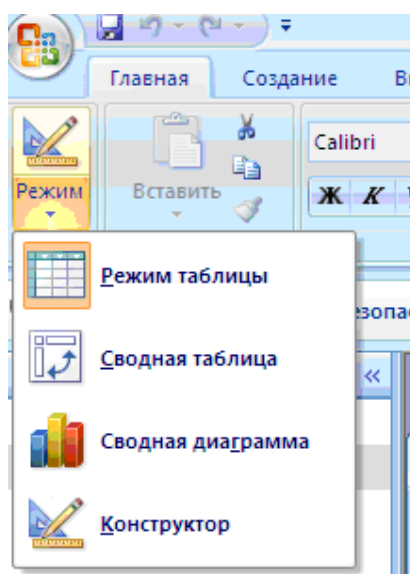 Главная Создание
Calibri
Режим Вставить Ж К
Режим таблицы
Сводная таблица
Сводная диаграмма
Конструктор